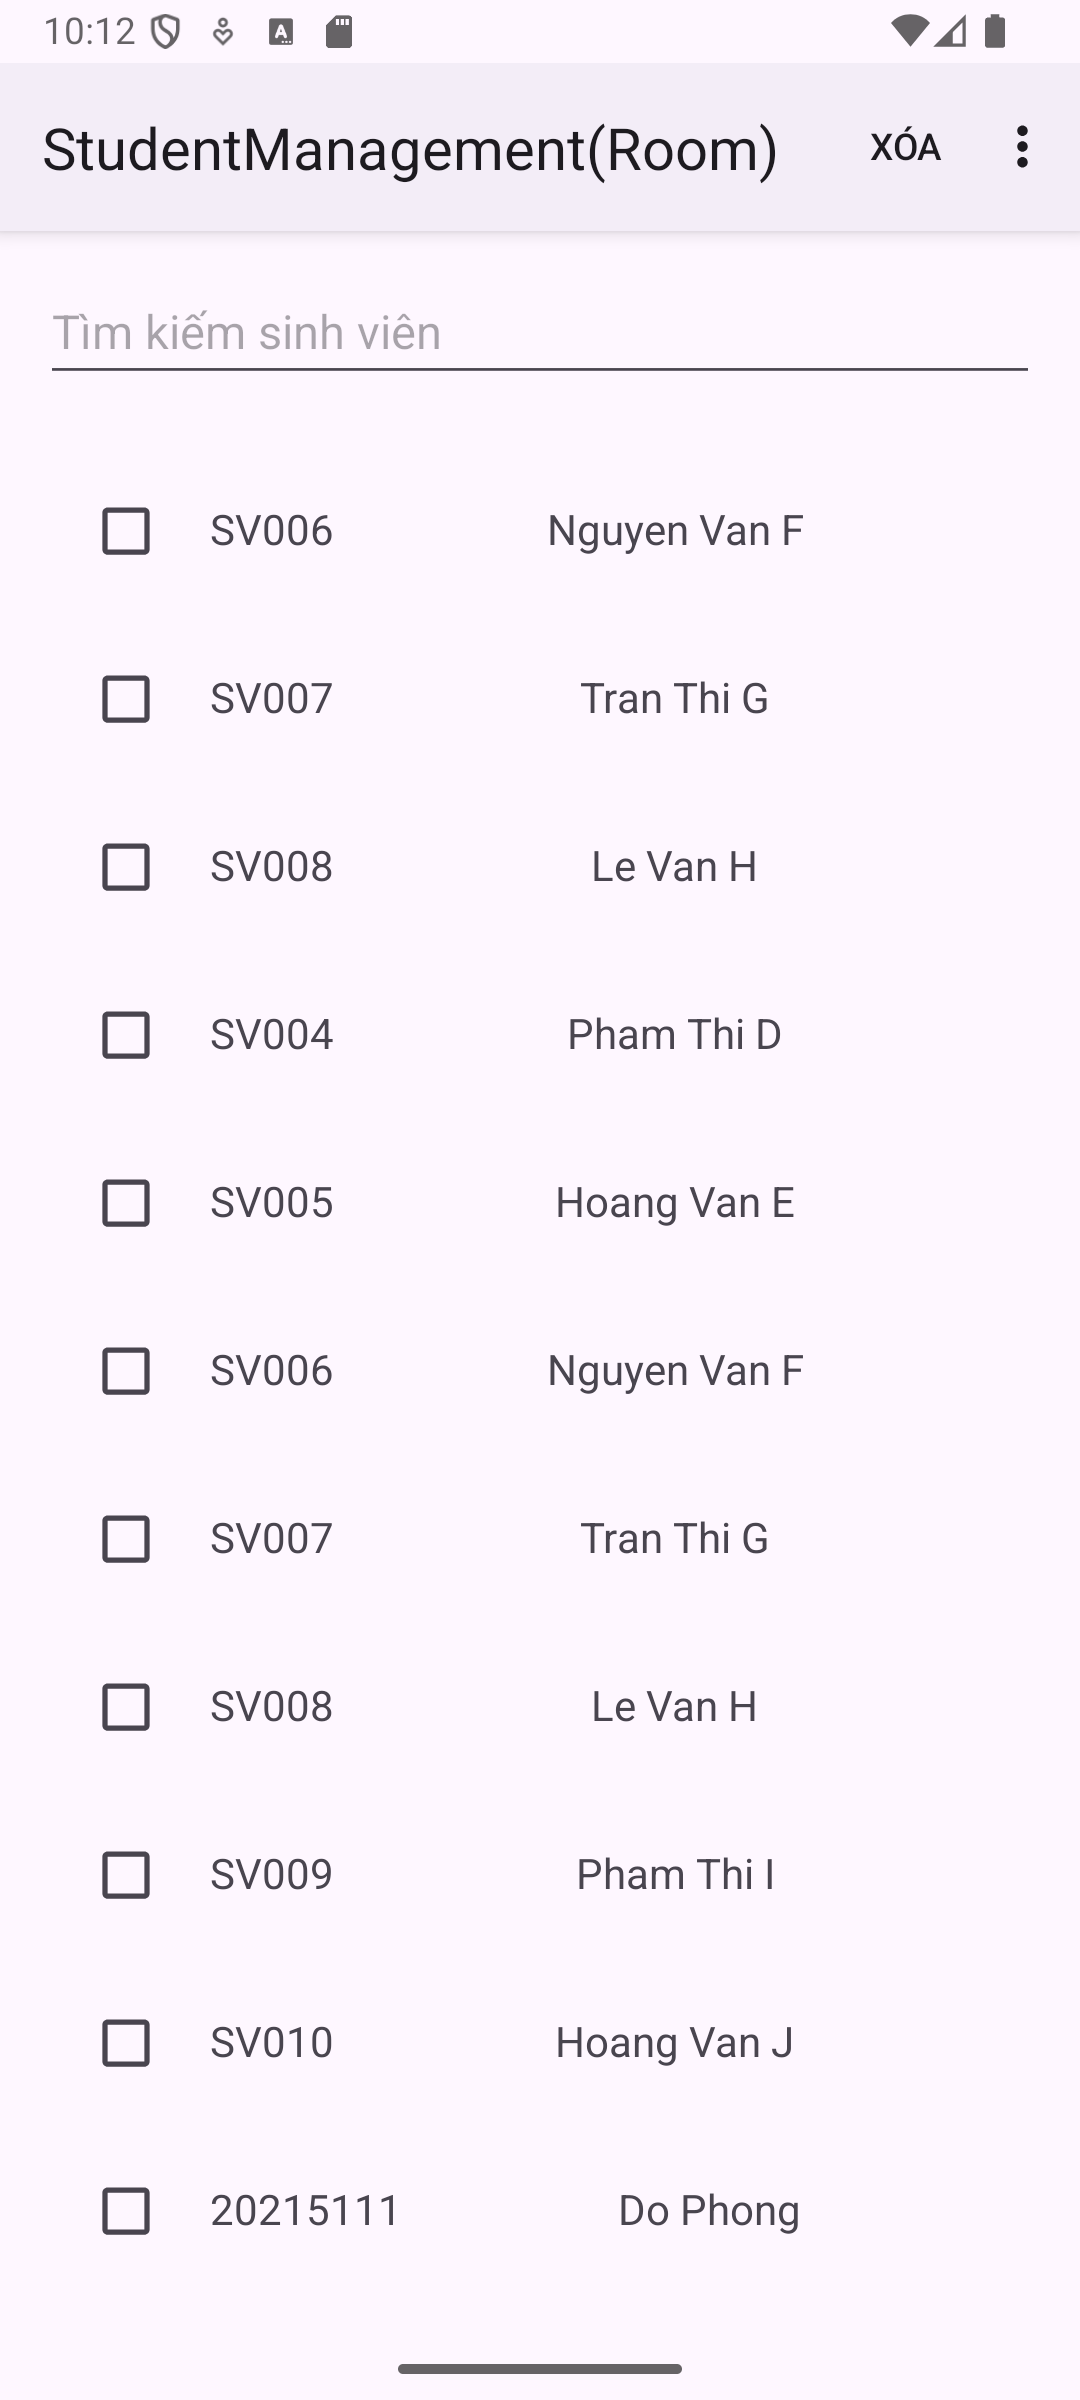 10:12
StudentManagement(Room) XÓA
Tìm kiếm sinh viên
SV006 Nguyen Van F
SV007 Tran Thi G
SV008 Le Van H
SV004 Pham Thi D
SV005 Hoang Van E
SV006 Nguyen Van F
SV007 Tran Thi G
SV008 Le Van H
SV009 Pham Thi I
SV010 Hoang Van J
20215111 Do Phong